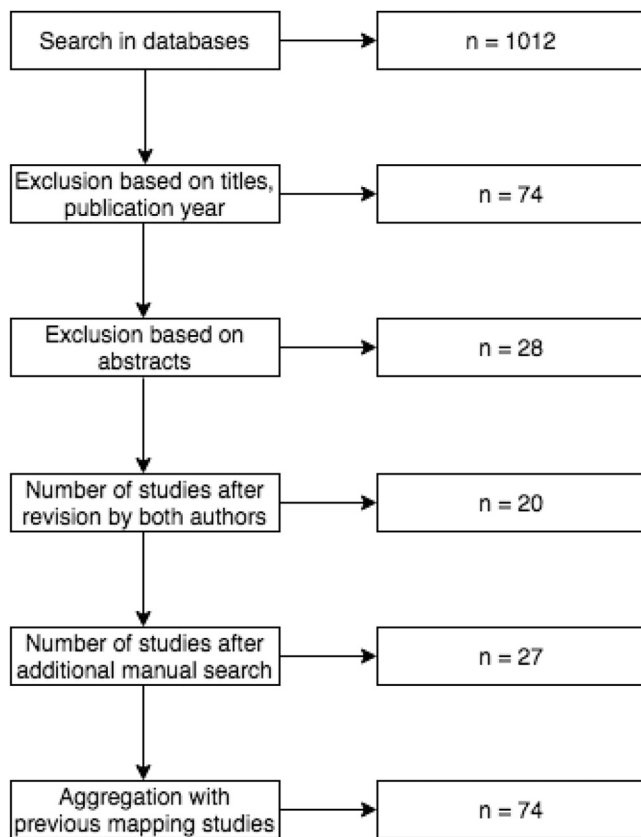 Search in databases
n = 1012
Exclusion based on titles,
publication year
n = 74
Exclusion based on
abstracts
n = 28
Number of studies after
revision by both authors
n = 20
Number of studies after
additional manual search
n = 27
Aggregation with
previous mapping studies
n = 74